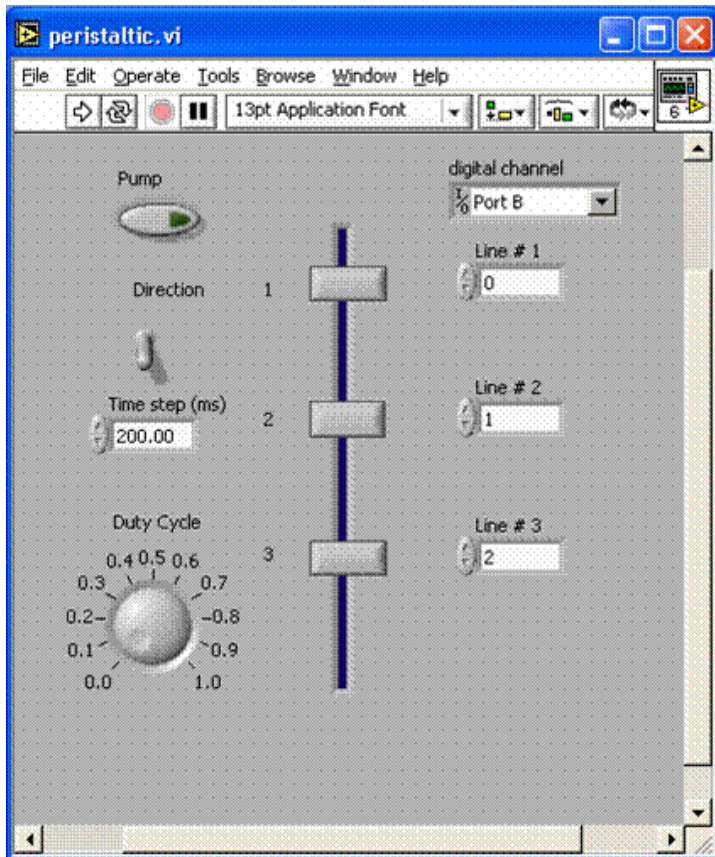 peristaltic.vi
File Edit Operate Tools Browse Window Help
13pt Application Font
6
Pump
digital channel
Port B
Line # 1
0
Direction
1
Line # 2
1
Time step (ms)
200.00
2
Duty Cycle
Line # 3
2
3
0.0 0.1 0.2 0.3 0.4 0.5 0.6 0.7 0.8 0.9 1.0